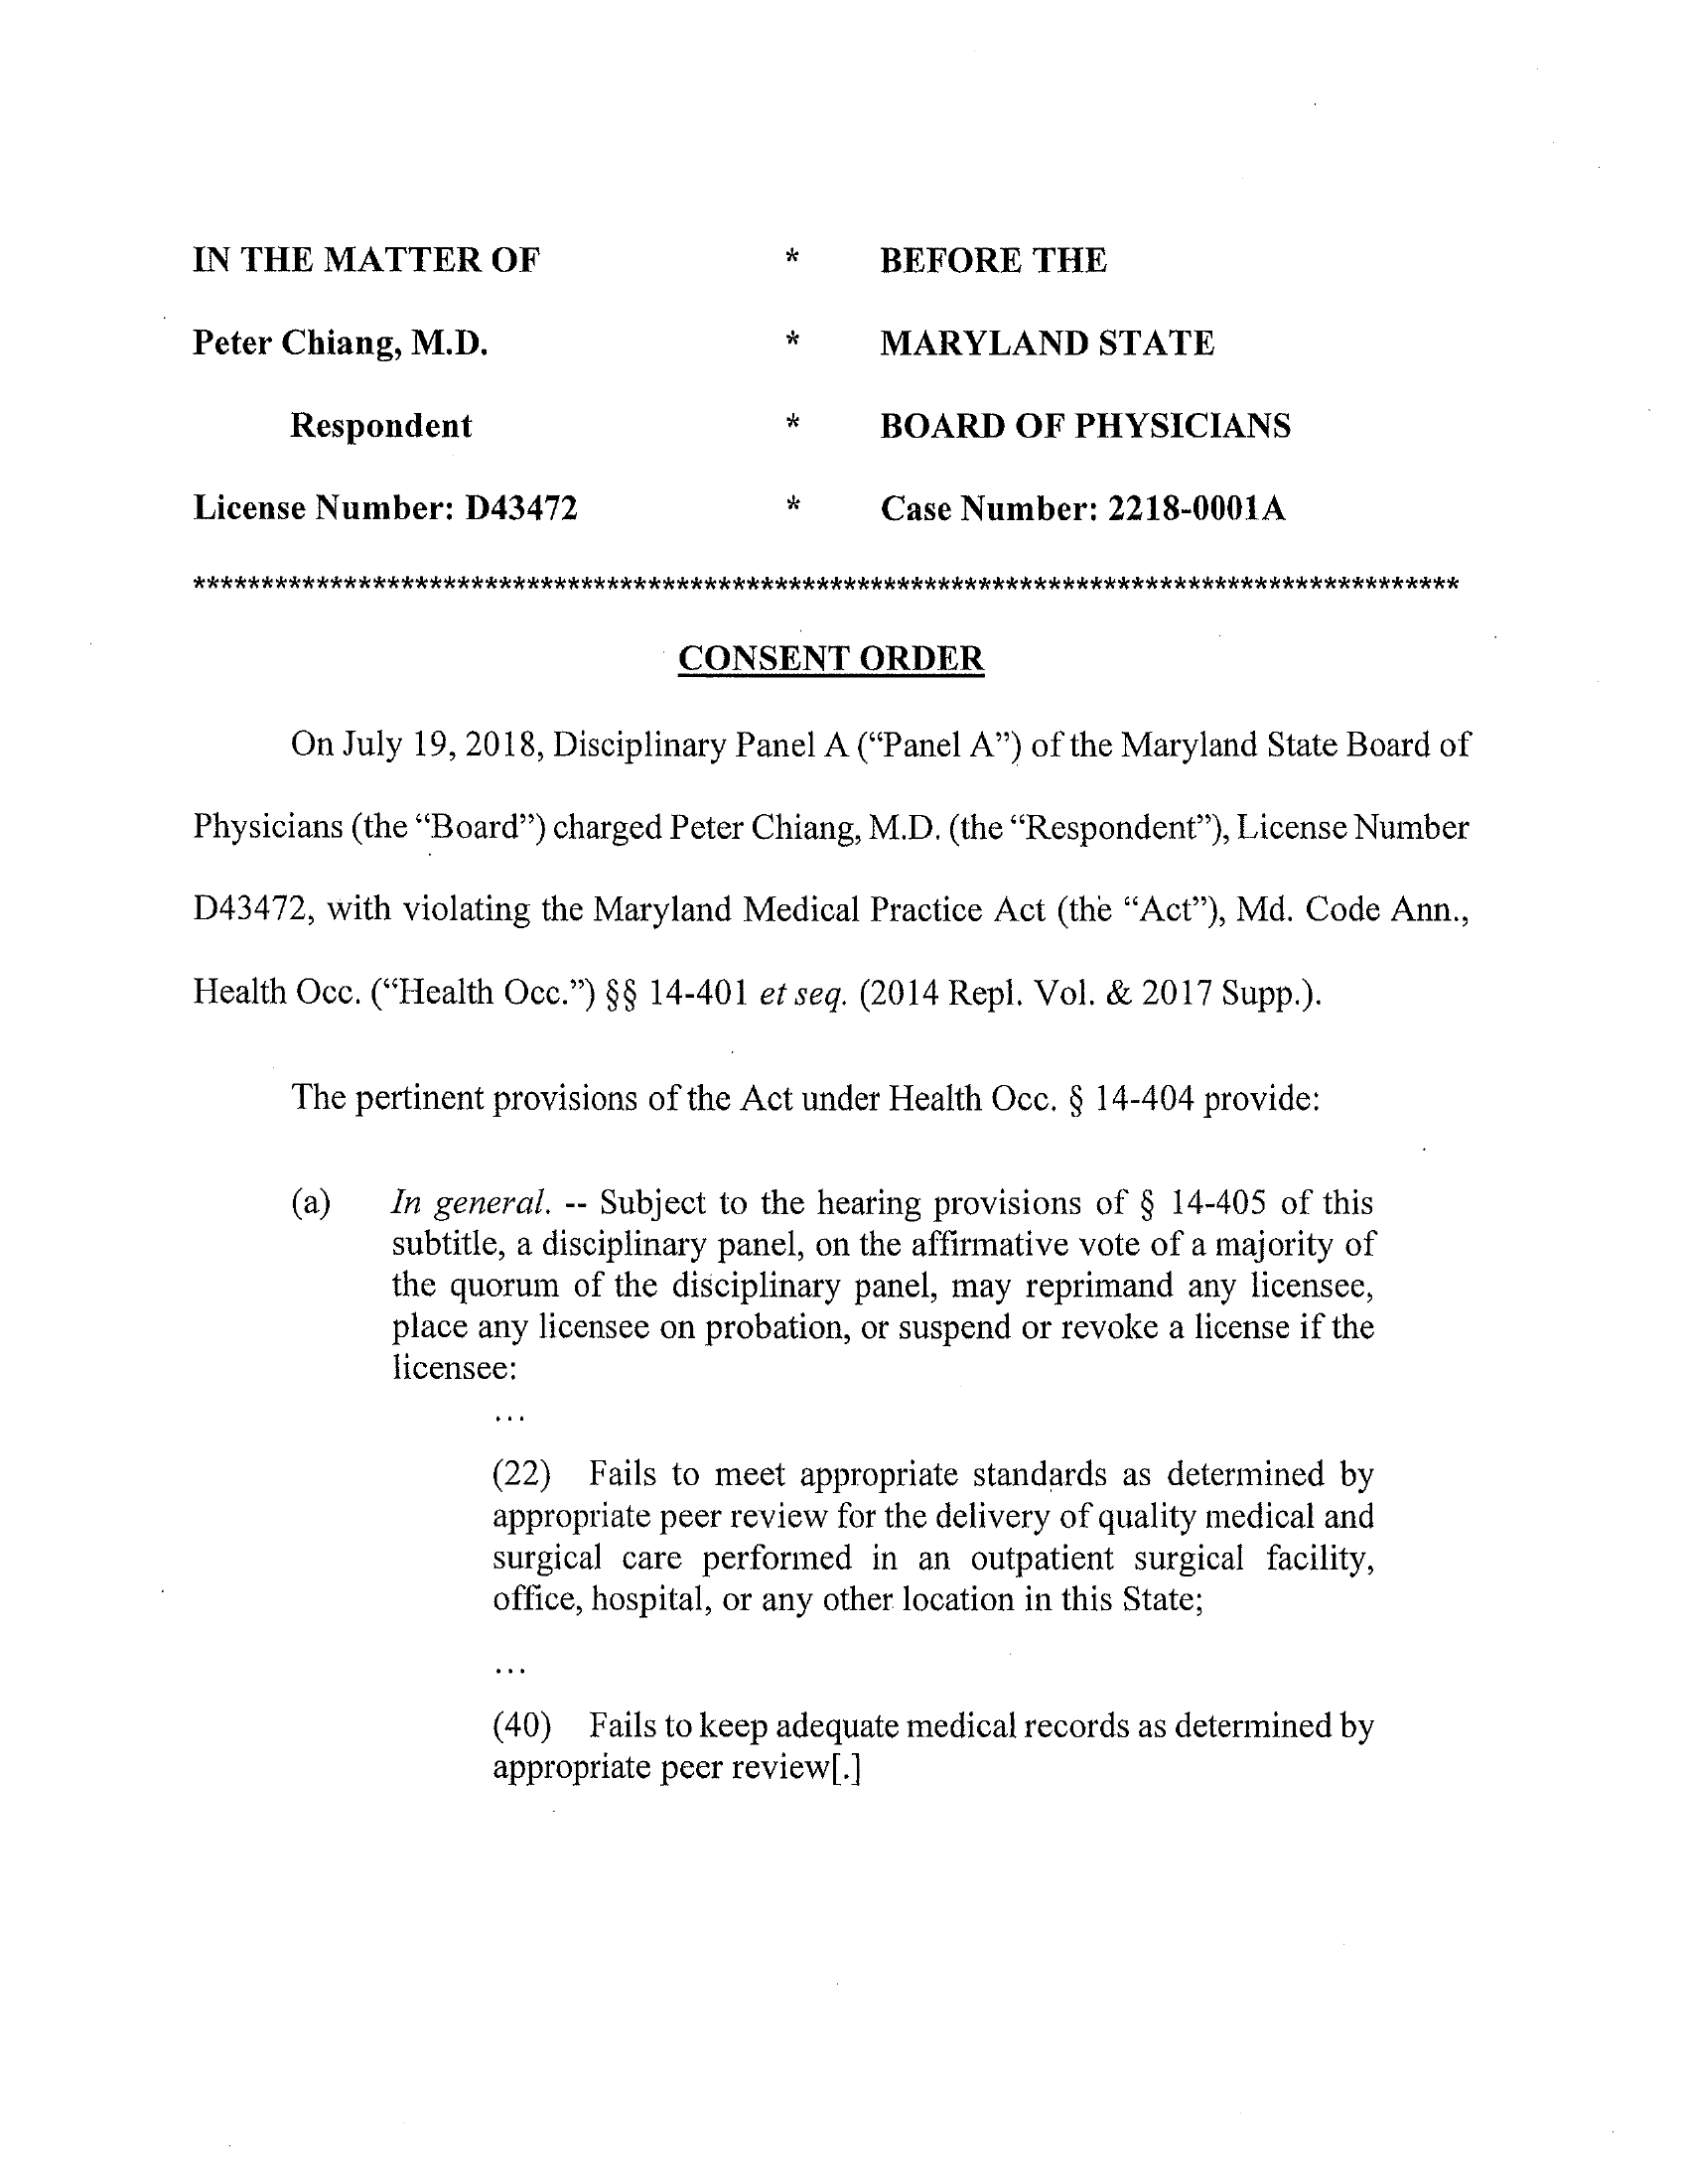 IN THE MATTER OF * BEFORE THE
Peter Chiang, M.D. * MARYLAND STATE
Respondent * BOARD OF PHYSICIANS
License Number: D43472 * Case Number: 2218-0001A
******************************************************************************************
CONSENT ORDER
On July 19, 2018, Disciplinary Panel A (“Panel A”) of the Maryland State Board of
Physicians (the “Board”) charged Peter Chiang, M.D. (the “Respondent”), License Number
D43472, with violating the Maryland Medical Practice Act (the “Act”), Md. Code Ann.,
Health Occ. (“Health Occ.”) §§ 14-401 et seq. (2014 Repl. Vol. & 2017 Supp.).
The pertinent provisions of the Act under Health Occ. § 14-404 provide:
(a) In general. -- Subject to the hearing provisions of § 14-405 of this
subtitle, a disciplinary panel, on the affirmative vote of a majority of
the quorum of the disciplinary panel, may reprimand any licensee,
place any licensee on probation, or suspend or revoke a license if the
licensee:
...
(22) Fails to meet appropriate standards as determined by
appropriate peer review for the delivery of quality medical and
surgical care performed in an outpatient surgical facility,
office, hospital, or any other location in this State;
...
(40) Fails to keep adequate medical records as determined by
appropriate peer review[.]